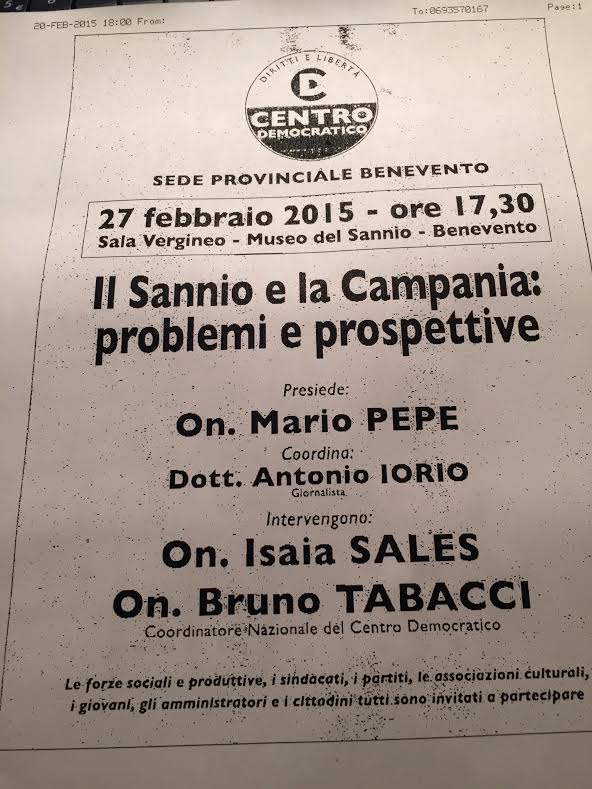 20-FEB-2015 18:00 From:
To:0693570167
Page:1
DIRITTI E LIBERTÀ
CD
CENTRO
DEMOCRATICO
SEDE PROVINCIALE BENEVENTO
27 febbraio 2015 - ore 17,30
Sala Vergineo - Museo del Sannio - Benevento
Il Sannio e la Campania:
problemi e prospettive
Presiede:
On. Mario PEPE
Coordina:
Dott. Antonio IORIO
Giornalista
Intervengono:
On. Isaia SALES
On. Bruno TABACCI
Coordinatore Nazionale del Centro Democratico
Le forze sociali e produttive, i sindacati, i partiti, le associazioni culturali,
i giovani, gli amministratori e i cittadini tutti sono invitati a partecipare